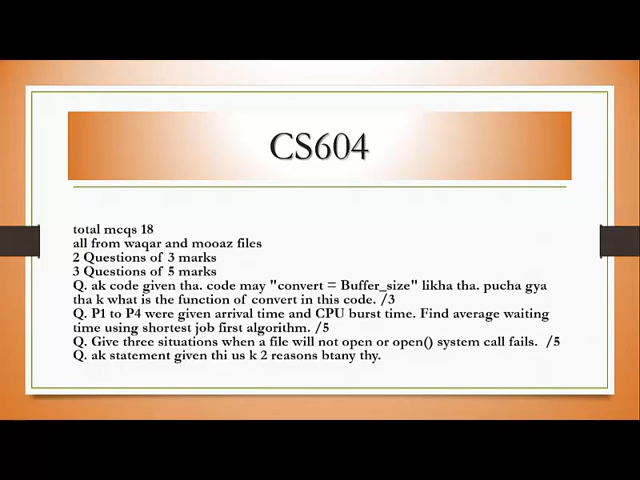 CS604
total mcqs 18
all from waqar and mooaz files
2 Questions of 3 marks
3 Questions of 5 marks
Q. ak code given tha. code may "convert = Buffer_size" likha tha. pucha gya
tha k what is the function of convert in this code. /3
Q. P1 to P4 were given arrival time and CPU burst time. Find average waiting
time using shortest job first algorithm. /5
Q. Give three situations when a file will not open or open() system call fails.  /5
Q. ak statement given thi us k 2 reasons btany thy.